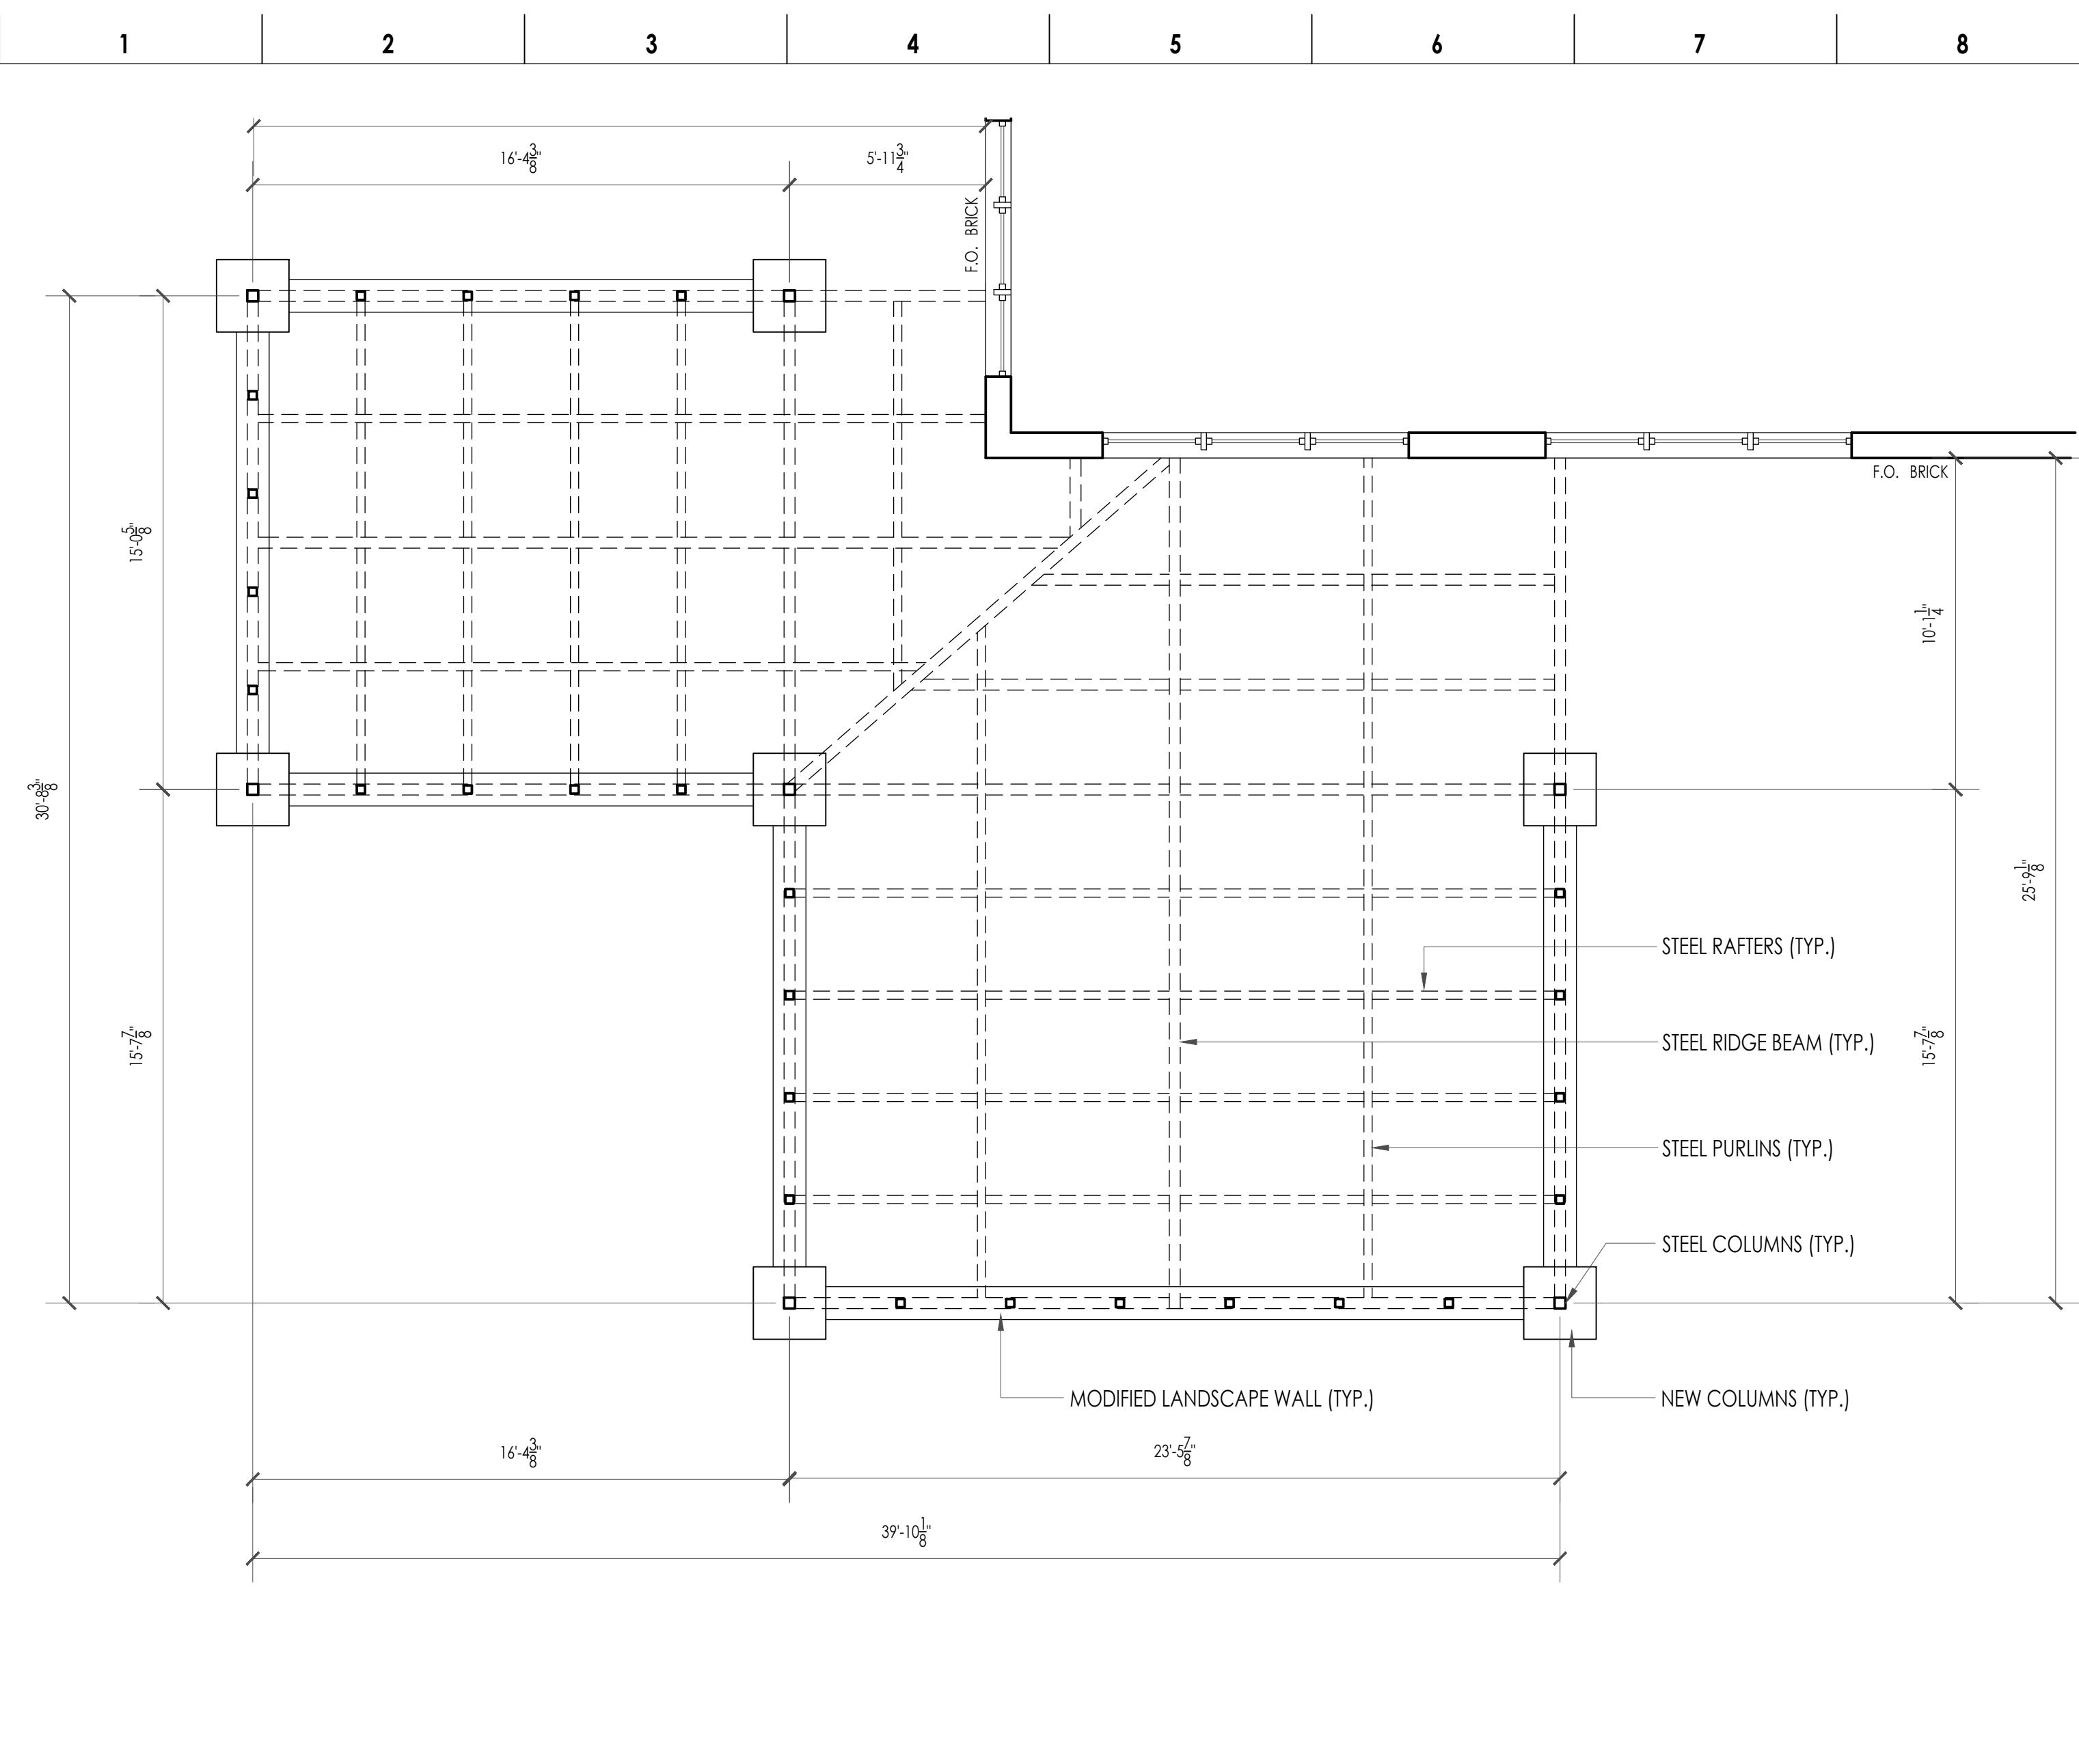 1 2 3 4 5 6 7 8
16'-4 3/8" 5'-11 3/4"
F.O. BRICK
F.O. BRICK
15'-0 5/8"
10'-1 1/4"
30'-8 3/8"
25'-9 1/8"
STEEL RAFTERS (TYP.)
15'-7 7/8"
STEEL RIDGE BEAM (TYP.)
15'-7 7/8"
STEEL PURLINS (TYP.)
STEEL COLUMNS (TYP.)
MODIFIED LANDSCAPE WALL (TYP.)
NEW COLUMNS (TYP.)
16'-4 3/8"
23'-5 7/8"
39'-10 1/8"